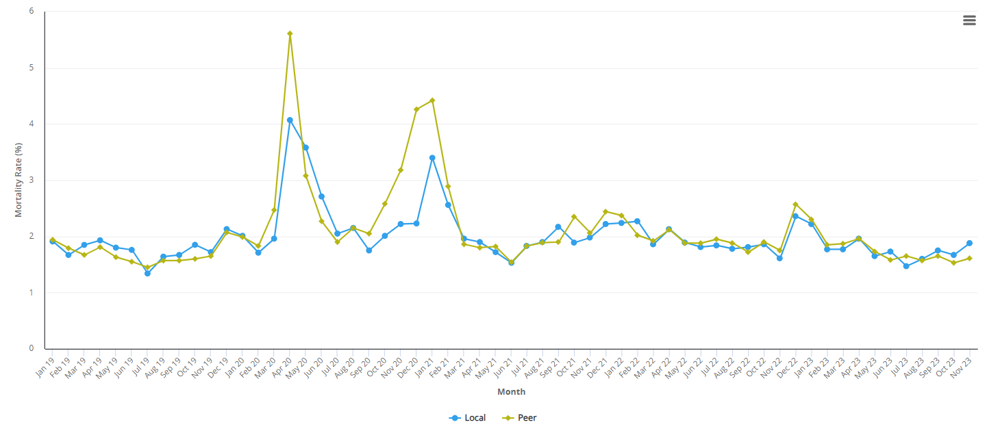 6
5
4
3
2
1
0
Mortality Rate (%)
Jan 19
Feb 19
Mar 19
Apr 19
May 19
Jun 19
Jul 19
Aug 19
Sep 19
Oct 19
Nov 19
Dec 19
Jan 20
Feb 20
Mar 20
Apr 20
May 20
Jun 20
Jul 20
Aug 20
Sep 20
Oct 20
Nov 20
Dec 20
Jan 21
Feb 21
Mar 21
Apr 21
May 21
Jun 21
Jul 21
Aug 21
Sep 21
Oct 21
Nov 21
Dec 21
Jan 22
Feb 22
Mar 22
Apr 22
May 22
Jun 22
Jul 22
Aug 22
Sep 22
Oct 22
Nov 22
Dec 22
Jan 23
Feb 23
Mar 23
Apr 23
May 23
Jun 23
Jul 23
Aug 23
Sep 23
Oct 23
Nov 23
Month
Local Peer